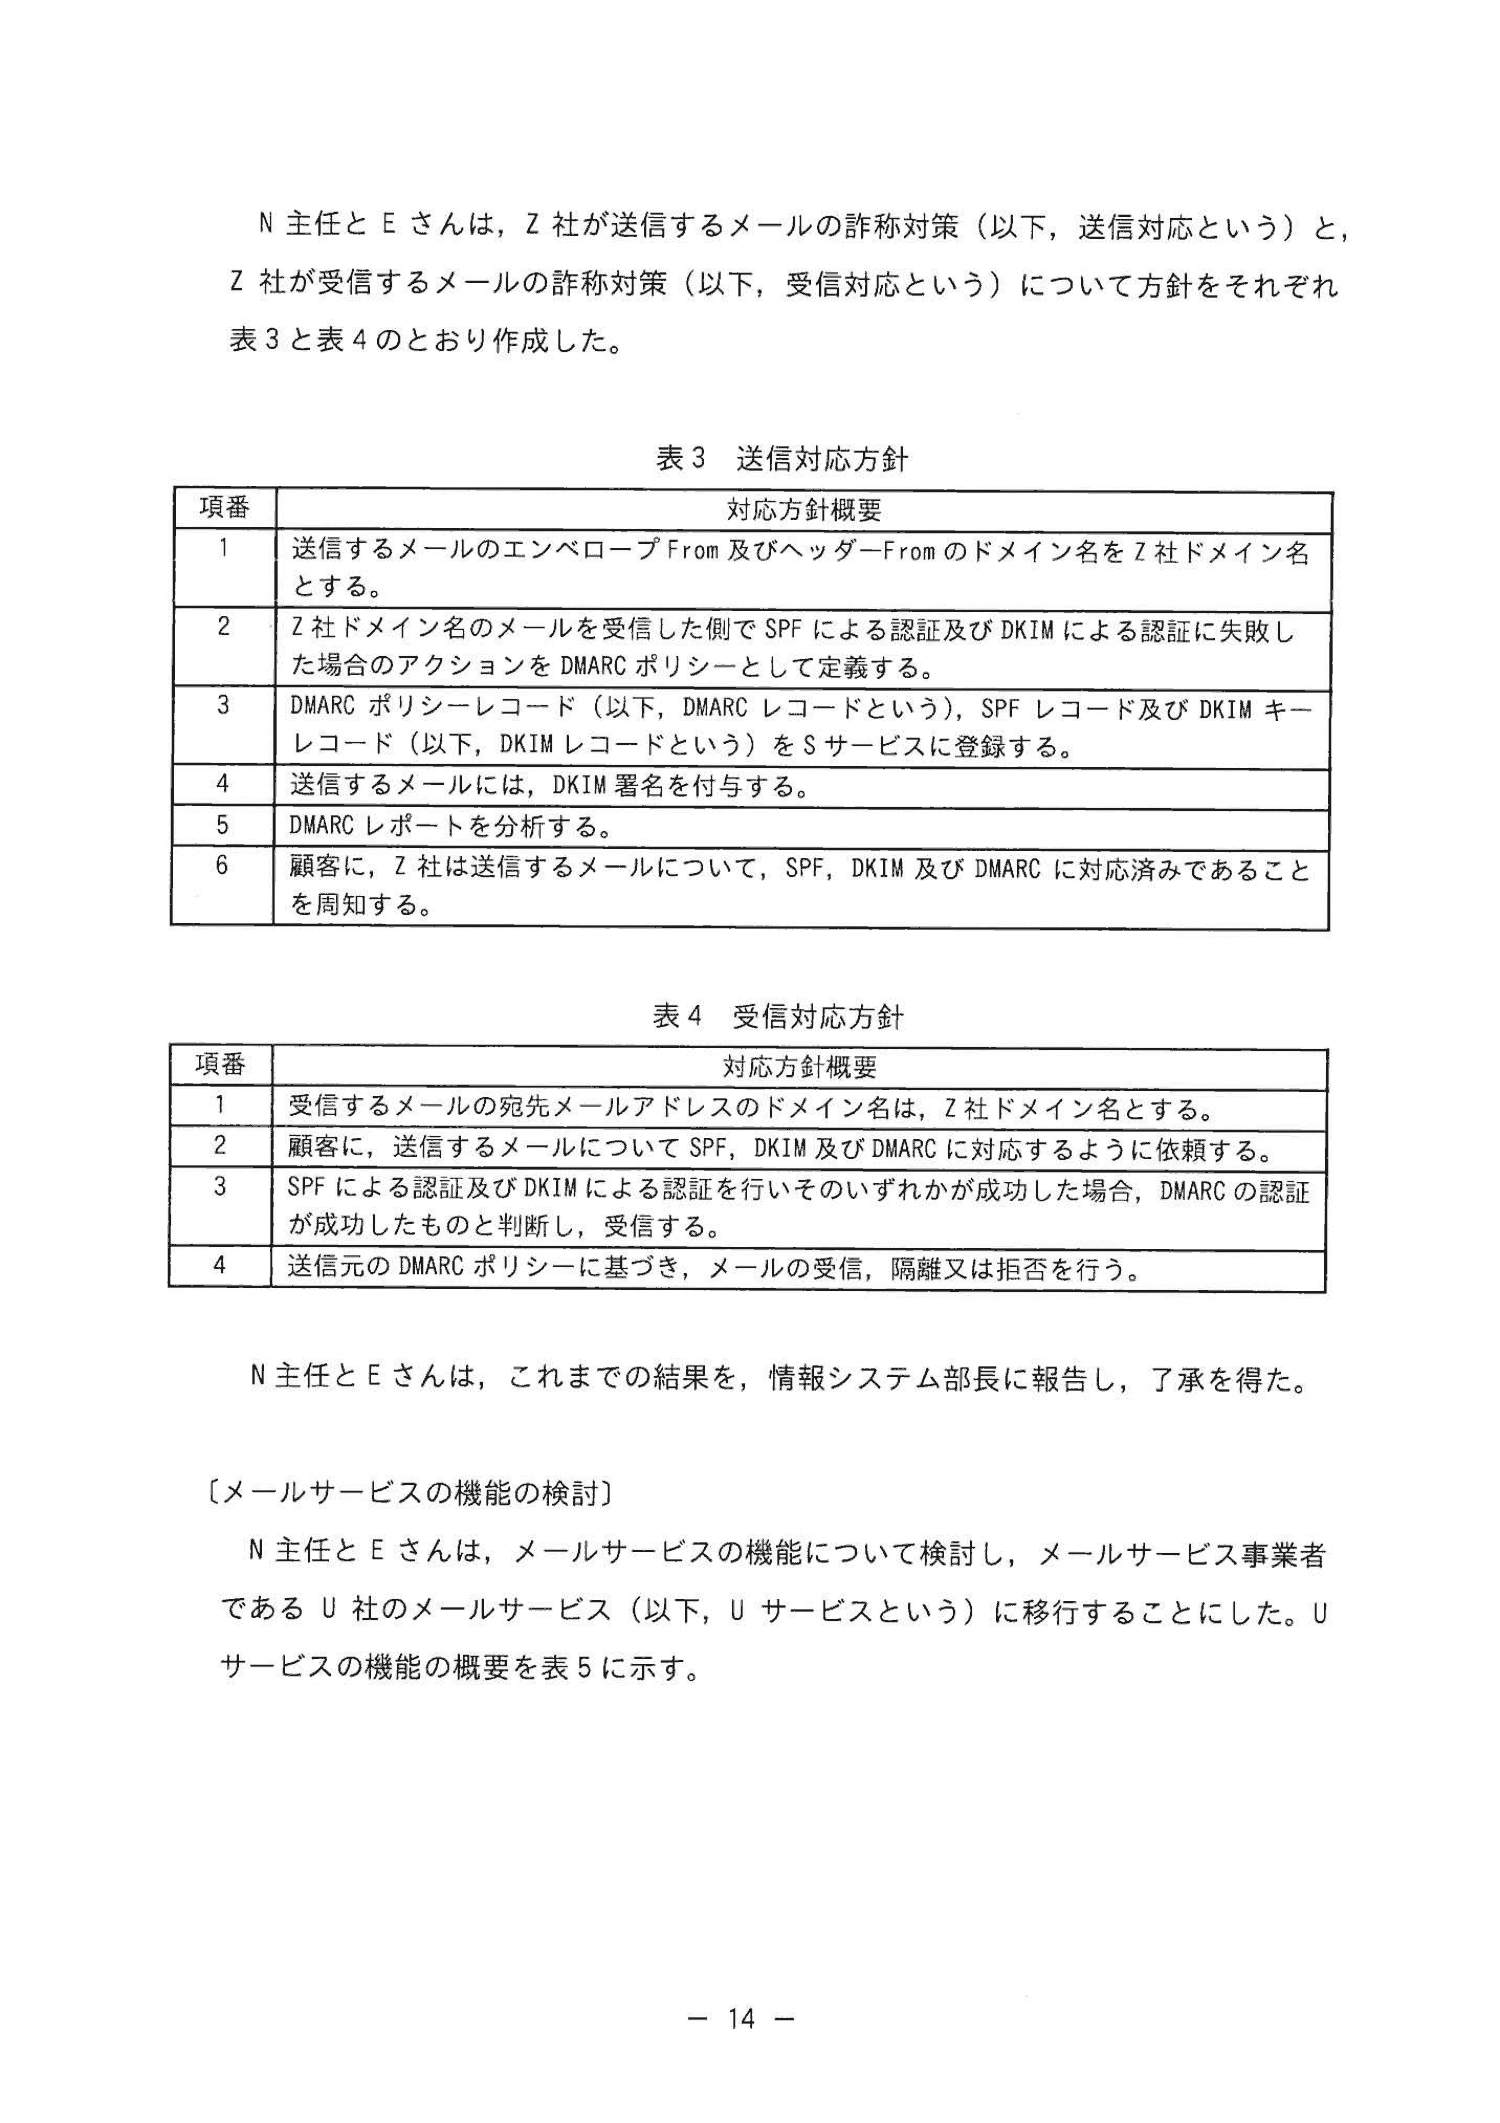 N 主任と E さんは，Z 社が送信するメールの詐称対策（以下，送信対応という）と，
Z 社が受信するメールの詐称対策（以下，受信対応という）について方針をそれぞれ
表 3 と表 4 のとおり作成した。
表 3　送信対応方針
項番 対応方針概要
1 送信するメールのエンベロープ From 及びヘッダーFrom のドメイン名を Z 社ドメイン名
とする。
2 Z 社ドメイン名のメールを受信した側で SPF による認証及び DKIM による認証に失敗し
た場合のアクションを DMARC ポリシーとして定義する。
3 DMARC ポリシーレコード（以下，DMARC レコードという），SPF レコード及び DKIM キー
レコード（以下，DKIM レコードという）を S サービスに登録する。
4 送信するメールには，DKIM 署名を付与する。
5 DMARC レポートを分析する。
6 顧客に，Z 社は送信するメールについて，SPF，DKIM 及び DMARC に対応済みであること
を周知する。
表 4　受信対応方針
項番 対応方針概要
1 受信するメールの宛先メールアドレスのドメイン名は，Z 社ドメイン名とする。
2 顧客に，送信するメールについて SPF，DKIM 及び DMARC に対応するように依頼する。
3 SPF による認証及び DKIM による認証を行いそのいずれかが成功した場合，DMARC の認証
が成功したものと判断し，受信する。
4 送信元の DMARC ポリシーに基づき，メールの受信，隔離又は拒否を行う。
N 主任と E さんは，これまでの結果を，情報システム部長に報告し，了承を得た。
〔メールサービスの機能の検討〕
N 主任と E さんは，メールサービスの機能について検討し，メールサービス事業者
である U 社のメールサービス（以下，U サービスという）に移行することにした。U
サービスの機能の概要を表 5 に示す。
－ 14 －